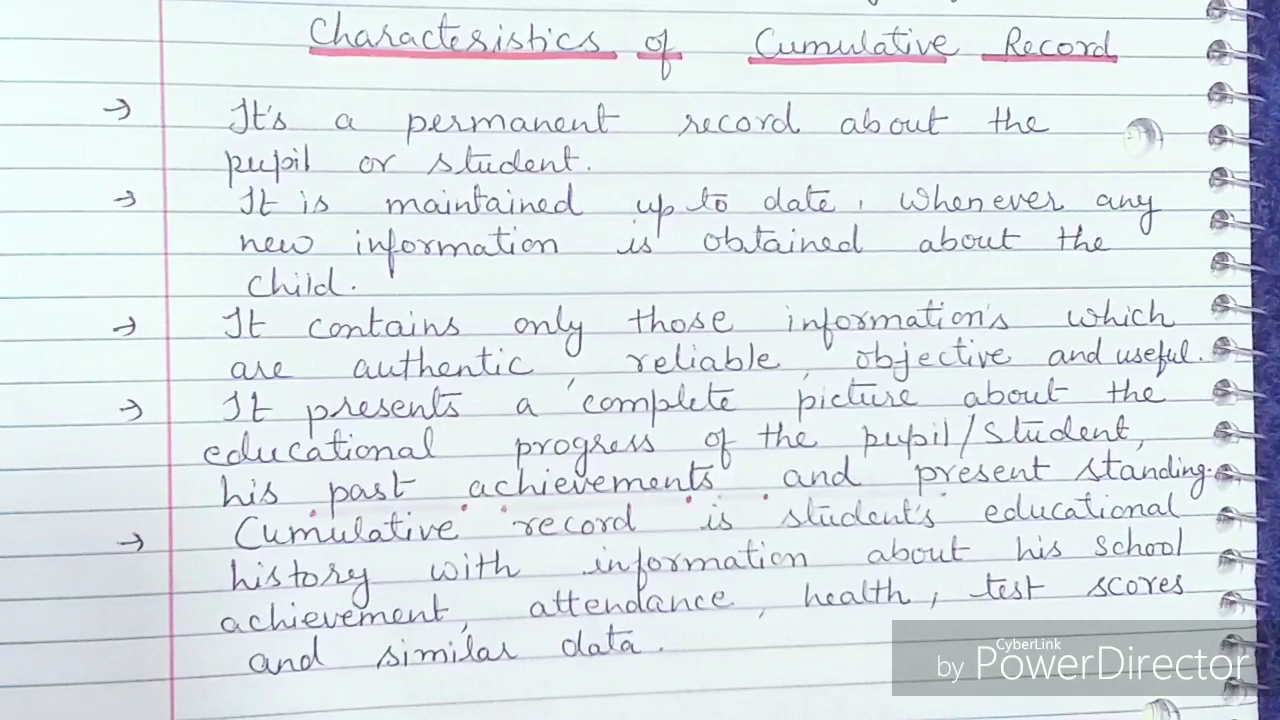 Characteristics of Cumulative Record
→ It's a permanent record about the
pupil or student.
→ It is maintained up to date, whenever any
new information is obtained about the
child.
→ It contains only those information's which
are authentic, reliable, objective and useful.
→ It presents a complete picture about the
educational progress of the pupil/student,
his past achievements and present standing.
→ Cumulative record is student's educational
history with information about his school
achievement, attendance, health, test scores
and similar data.
CyberLink
by PowerDirector